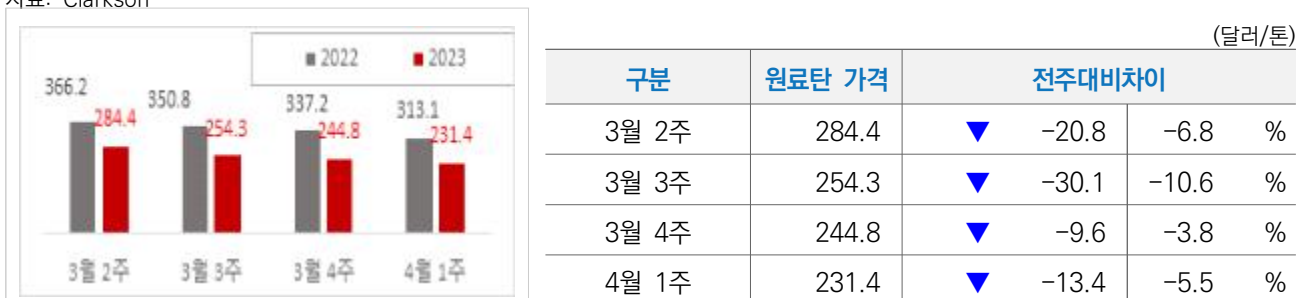 자료: Clarkson
(달러/톤)
■ 2022 ■ 2023
366.2 350.8 337.2 313.1
284.4 254.3 244.8 231.4
3월 2주 3월 3주 3월 4주 4월 1주
구분 원료탄 가격 전주대비차이
3월 2주 284.4 ▼ -20.8 -6.8 %
3월 3주 254.3 ▼ -30.1 -10.6 %
3월 4주 244.8 ▼ -9.6 -3.8 %
4월 1주 231.4 ▼ -13.4 -5.5 %